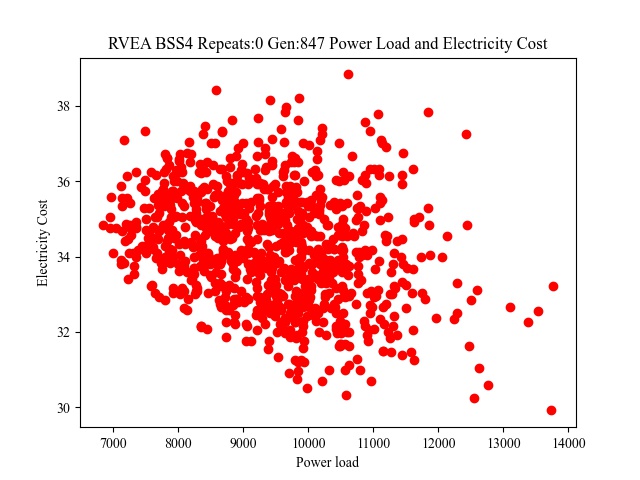 RVEA BSS4 Repeats:0 Gen:847 Power Load and Electricity Cost
38
36
34
32
30
Electricity Cost
7000 8000 9000 10000 11000 12000 13000 14000
Power load